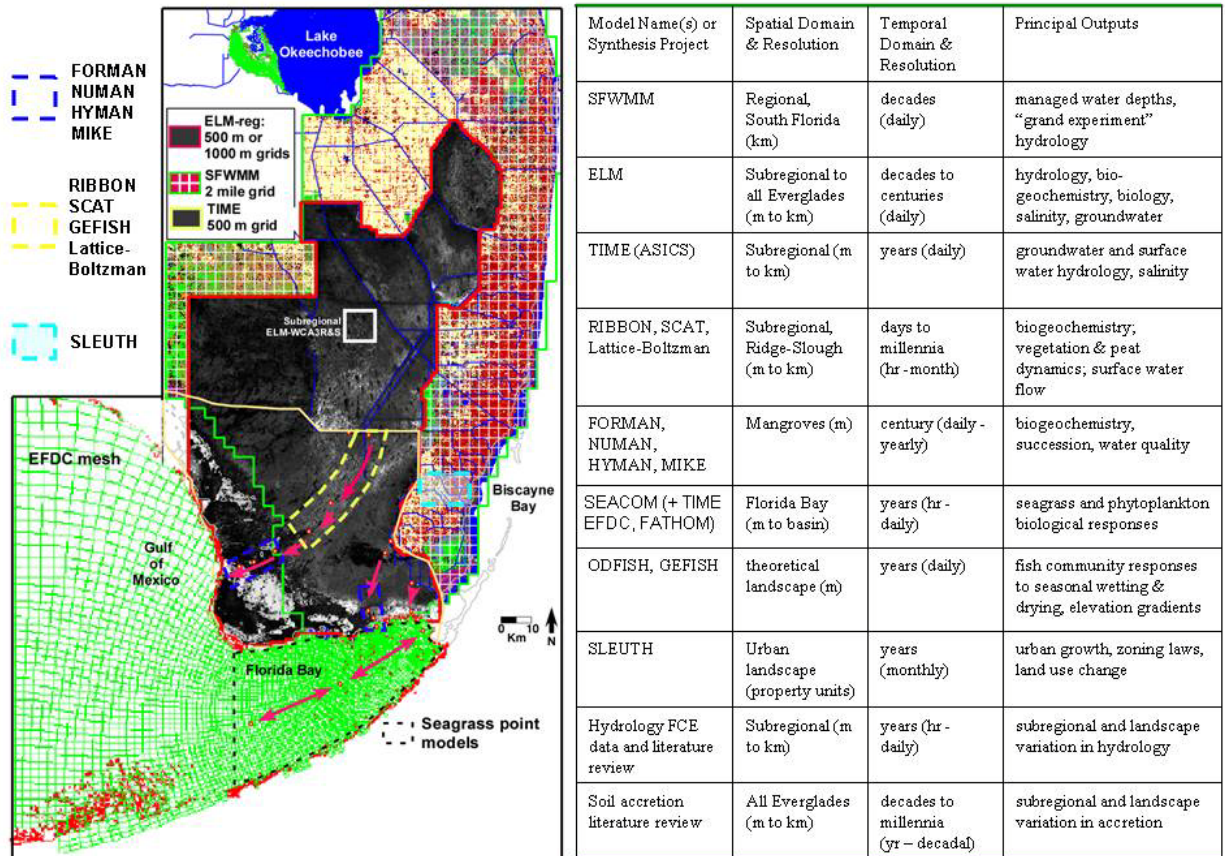 FORMAN
NUMAN
HYMAN
MIKE
RIBBON
SCAT
GEFISH
Lattice-
Boltzman
SLEUTH
Lake
Okeechobee
ELM-reg:
500 m or
1000 m grids
SFWMM
2 mile grid
TIME
500 m grid
Subregional
ELM-WCA3R&S
EFDC mesh
Biscayne
Bay
Gulf
of
Mexico
0 10
Km
N
Florida Bay
Seagrass point
models
Model Name(s) or
Synthesis Project
Spatial Domain
& Resolution
Temporal
Domain &
Resolution
Principal Outputs
SFWMM
Regional,
South Florida
(km)
decades
(daily)
managed water depths,
“grand experiment”
hydrology
ELM
Subregional to
all Everglades
(m to km)
decades to
centuries
(daily)
hydrology, bio-
geochemistry, biology,
salinity, groundwater
TIME (ASICS)
Subregional (m
to km)
years (daily)
groundwater and surface
water hydrology, salinity
RIBBON, SCAT,
Lattice-Boltzman
Subregional,
Ridge-Slough
(m to km)
days to
millennia
(hr - month)
biogeochemistry;
vegetation & peat
dynamics; surface water
flow
FORMAN,
NUMAN,
HYMAN, MIKE
Mangroves (m)
century (daily -
yearly)
biogeochemistry,
succession, water quality
SEACOM (+ TIME
EFDC, FATHOM)
Florida Bay
(m to basin)
years (hr -
daily)
seagrass and phytoplankton
biological responses
ODFISH, GEFISH
theoretical
landscape (m)
years (daily)
fish community responses
to seasonal wetting &
drying, elevation gradients
SLEUTH
Urban
landscape
(property units)
years
(monthly)
urban growth, zoning laws,
land use change
Hydrology FCE
data and literature
review
Subregional (m
to km)
years (hr -
daily)
subregional and landscape
variation in hydrology
Soil accretion
literature review
All Everglades
(m to km)
decades to
millennia
(yr – decadal)
subregional and landscape
variation in accretion